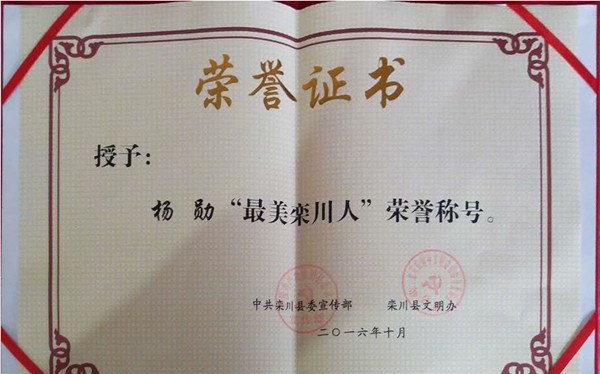 荣誉证书
授予：
杨勋“最美栾川人”荣誉称号。
中共栾川县委宣传部 栾川县文明办
二〇一六年十月